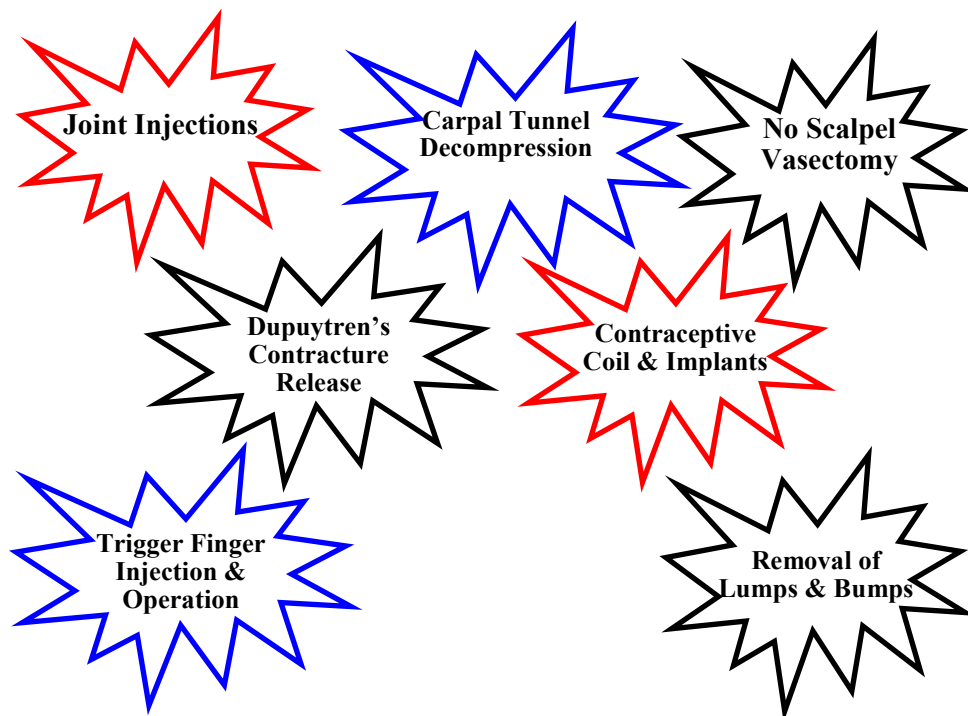 Joint Injections
Carpal Tunnel
Decompression
No Scalpel
Vasectomy
Dupuytren’s
Contracture
Release
Contraceptive
Coil & Implants
Trigger Finger
Injection &
Operation
Removal of
Lumps & Bumps